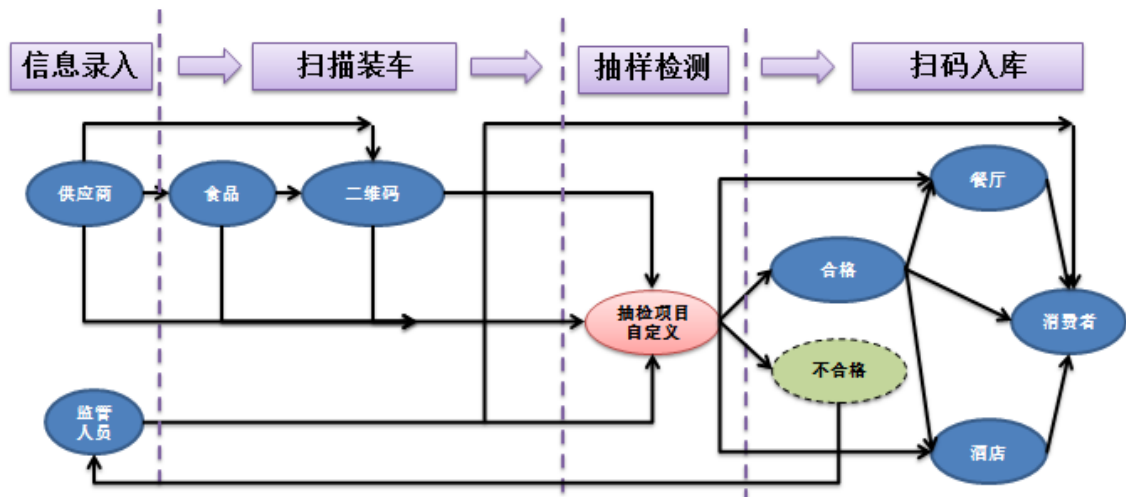 信息录入
扫描装车
抽样检测
扫码入库
供应商
食品
二维码
餐厅
合格
抽检项目
自定义
消费者
不合格
监管
人员
酒店